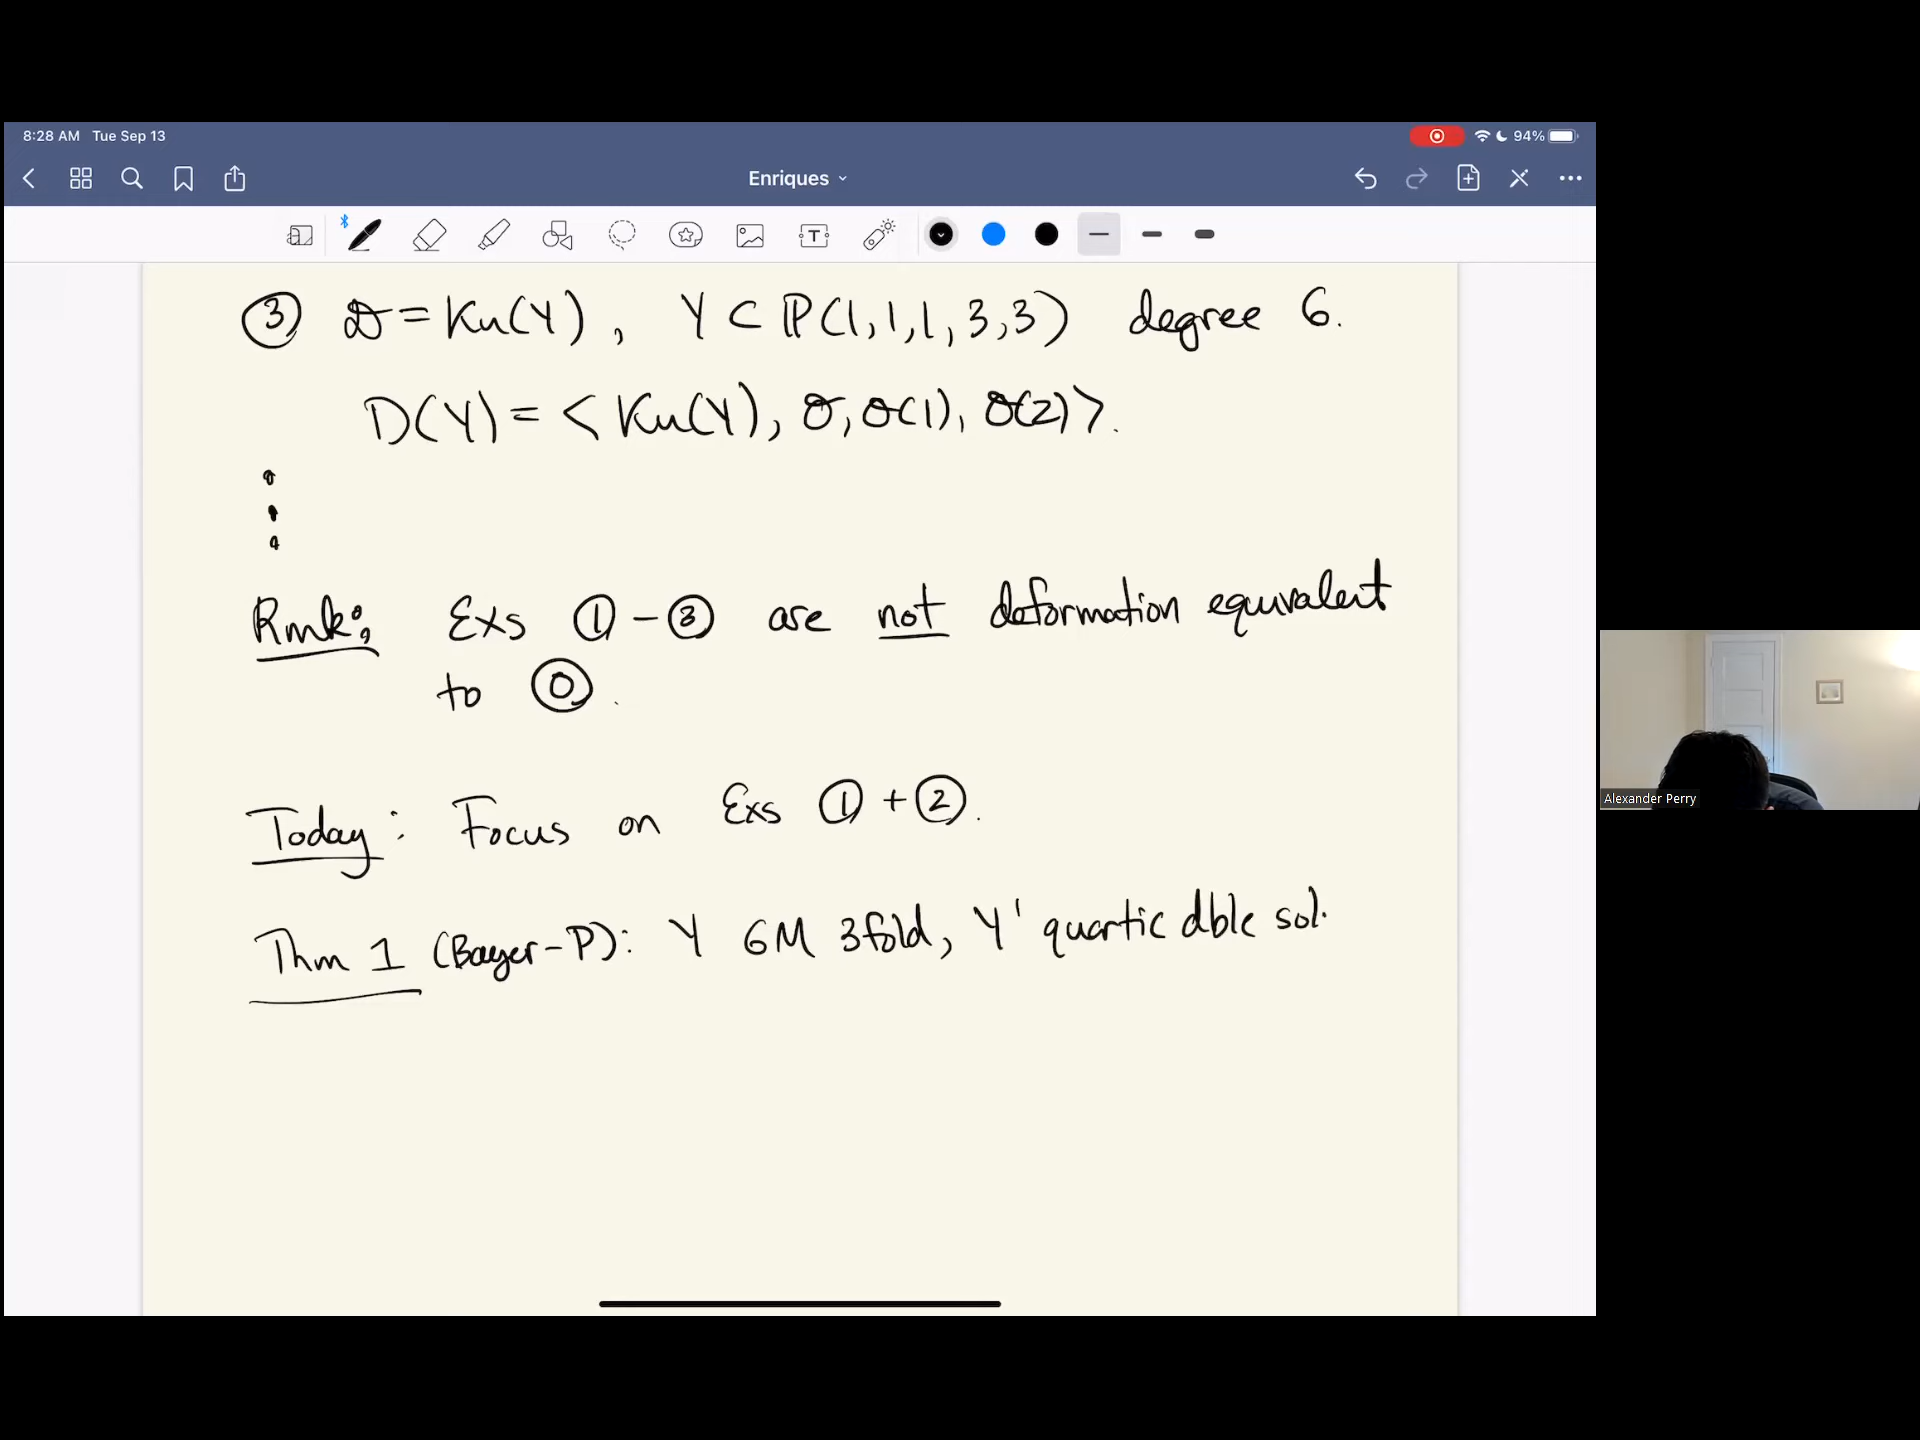 8:28 AM Tue Sep 13
94%
Enriques
③ 𝒟 = Ku(Y), Y ⊂ ℙ(1,1,1,3,3) degree 6.
D(Y) = < Ku(Y), 𝒪, 𝒪(1), 𝒪(2) >.
⋮
Rmk: Exs ① - ③ are not deformation equivalent
to ⓪.
Today: Focus on Exs ① + ②.
Thm 1 (Bayer-P): Y GM 3fold, Y' quartic dble sol.
Alexander Perry